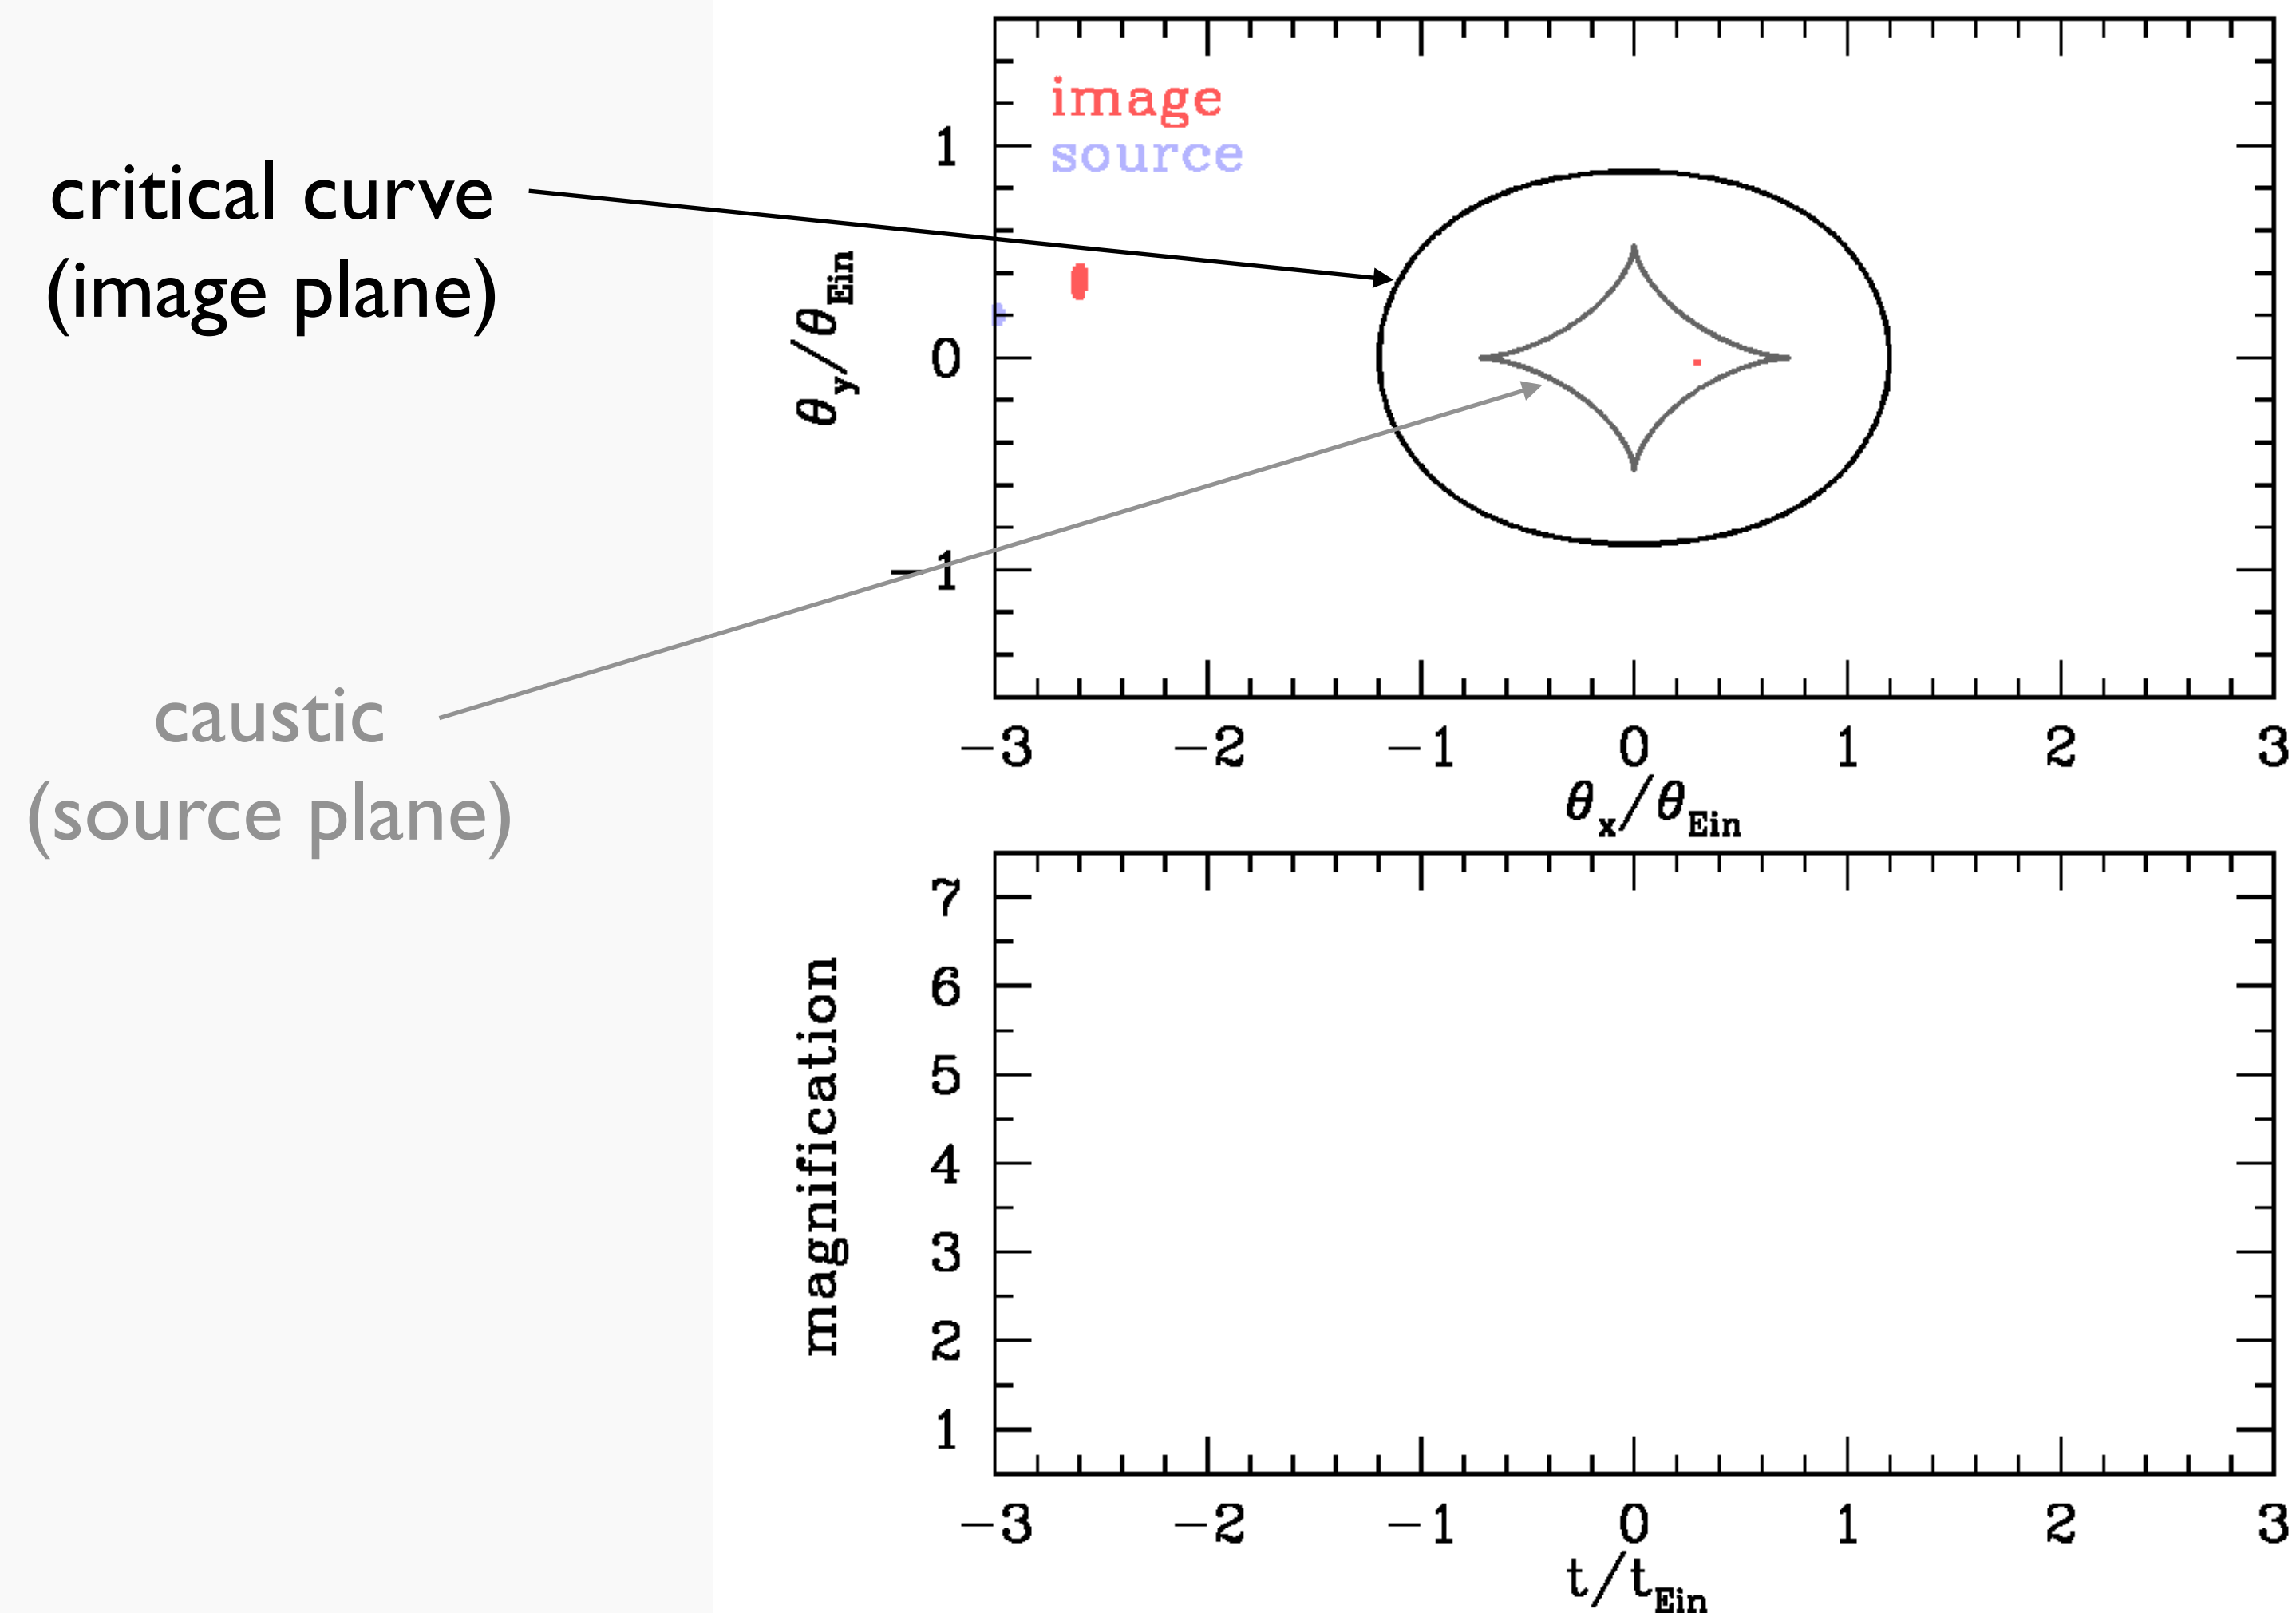 critical curve
(image plane)
caustic
(source plane)
image
source
1
0
−1
θy/θEin
−3 −2 −1 0 1 2 3
θx/θEin
7
6
5
4
3
2
1
magnification
−3 −2 −1 0 1 2 3
t/tEin